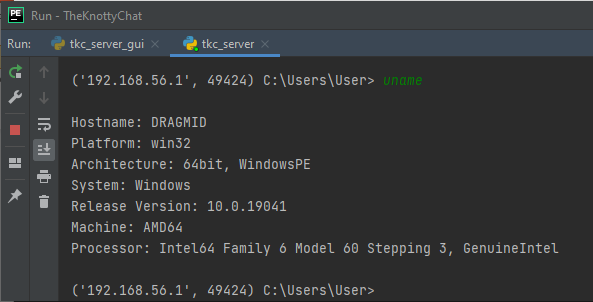 PE Run - TheKnottyChat
Run: tkc_server_gui tkc_server
('192.168.56.1', 49424) C:\Users\User> uname
Hostname: DRAGMID
Platform: win32
Architecture: 64bit, WindowsPE
System: Windows
Release Version: 10.0.19041
Machine: AMD64
Processor: Intel64 Family 6 Model 60 Stepping 3, GenuineIntel
('192.168.56.1', 49424) C:\Users\User>